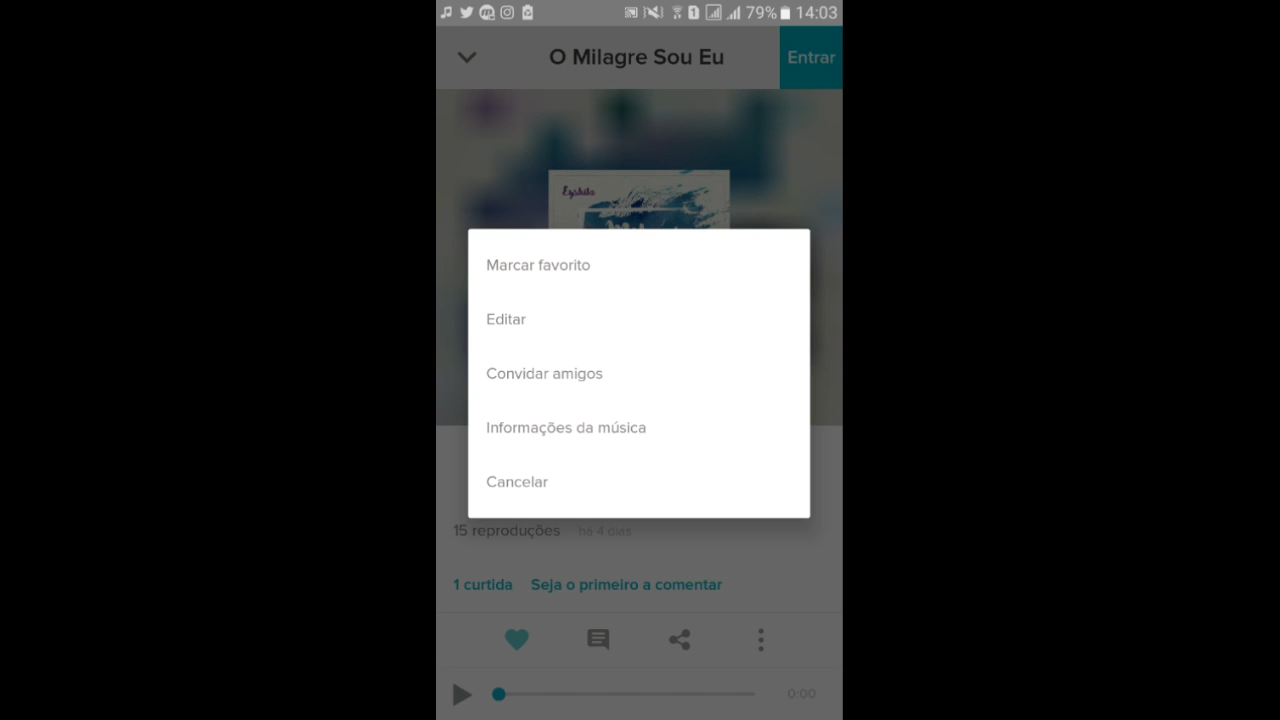 79% 14:03
O Milagre Sou Eu
Entrar
Eyshila
Marcar favorito
Editar
Convidar amigos
Informações da música
Cancelar
15 reproduções há 4 dias
1 curtida Seja o primeiro a comentar
0:00